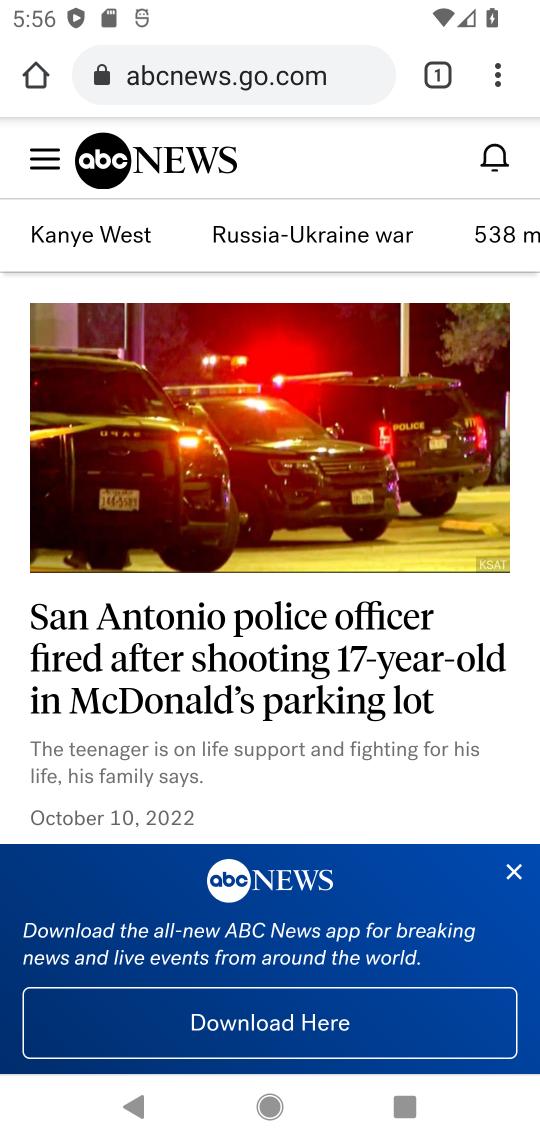 5:56
abcnews.go.com
1
abc NEWS
Kanye West
Russia-Ukraine war
538 m
SAPD
POLICE
KSAT
San Antonio police officer
fired after shooting 17-year-old
in McDonald's parking lot
The teenager is on life support and fighting for his
life, his family says.
October 10, 2022
abc NEWS
Download the all-new ABC News app for breaking
news and live events from around the world.
Download Here